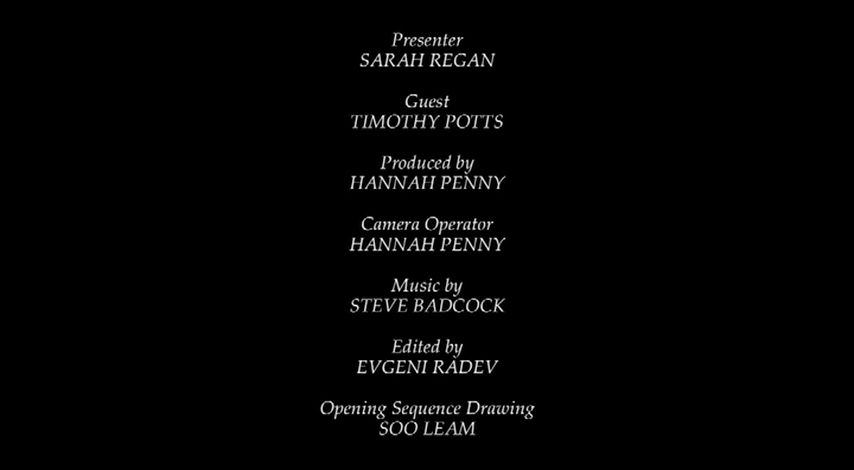 Presenter
SARAH REGAN
Guest
TIMOTHY POTTS
Produced by
HANNAH PENNY
Camera Operator
HANNAH PENNY
Music by
STEVE BADCOCK
Edited by
EVGENI RADEV
Opening Sequence Drawing
SOO LEAM